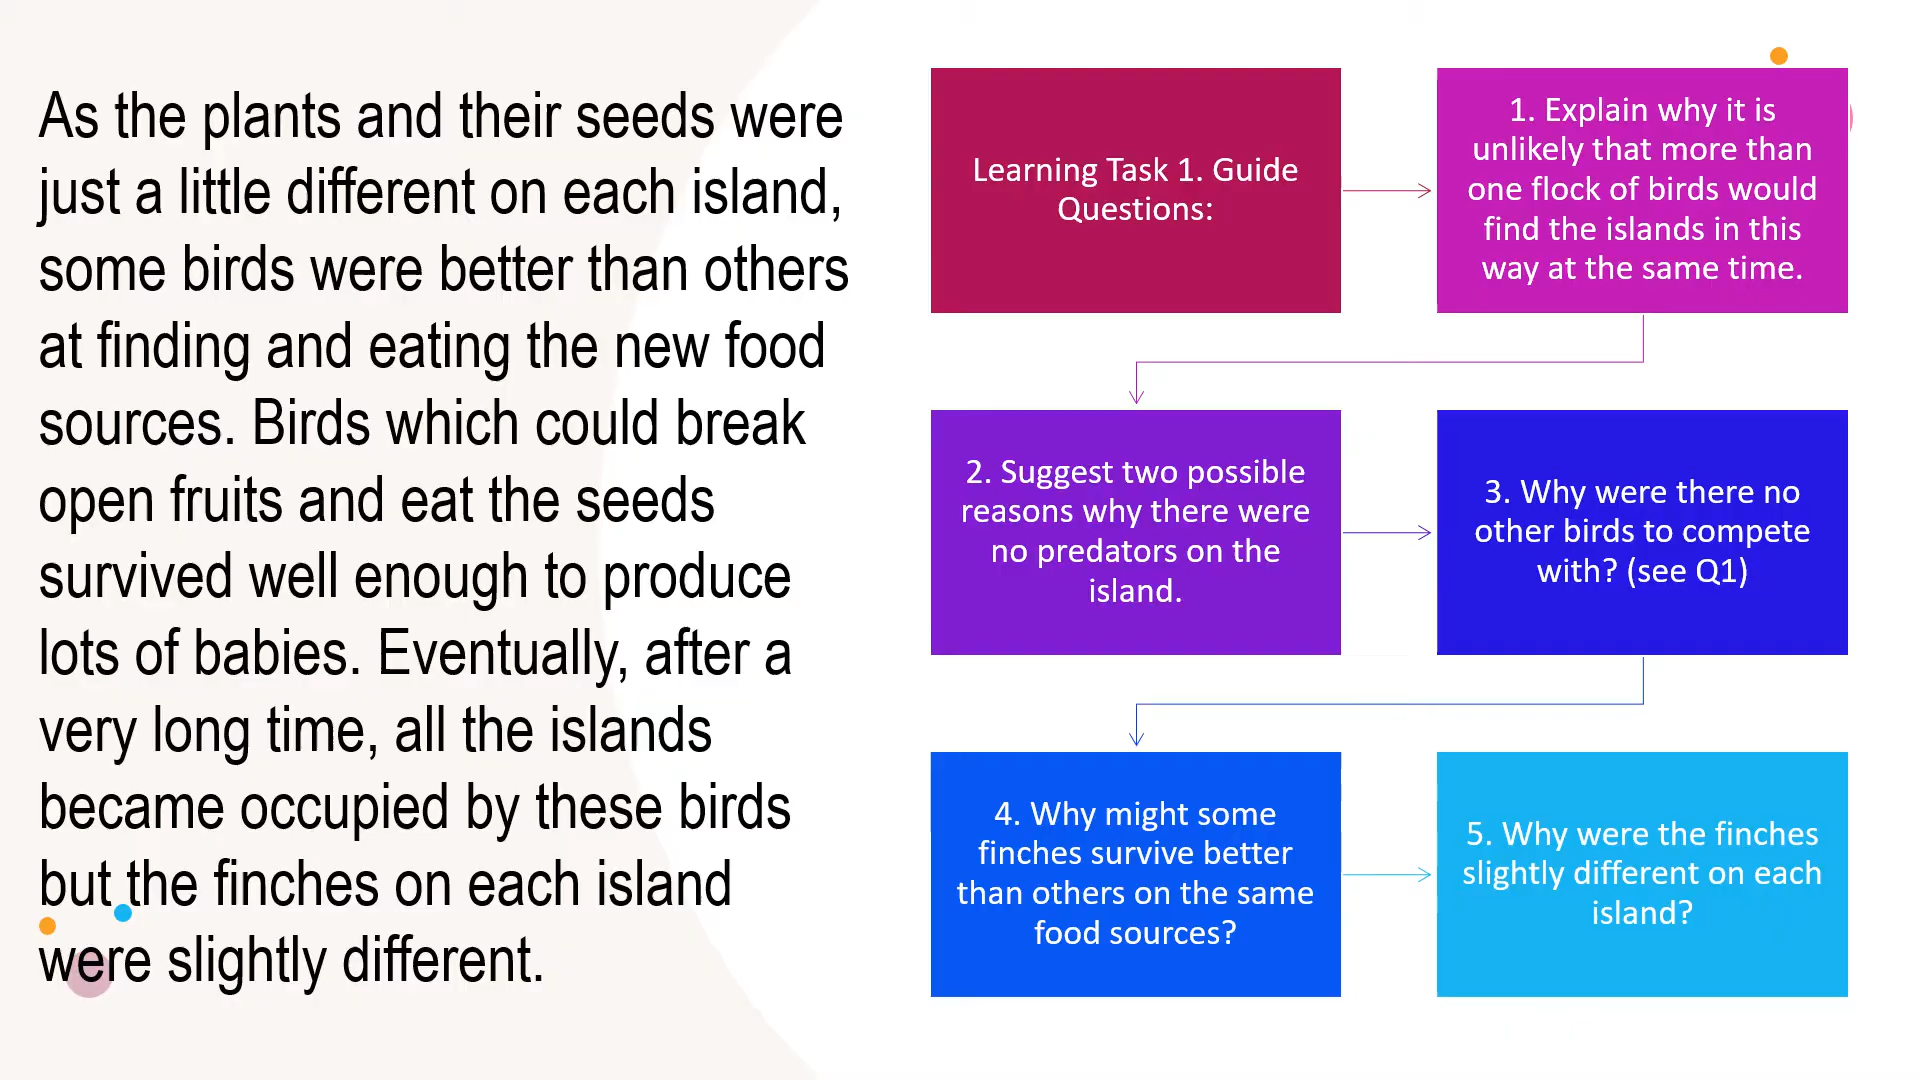 As the plants and their seeds were
just a little different on each island,
some birds were better than others
at finding and eating the new food
sources. Birds which could break
open fruits and eat the seeds
survived well enough to produce
lots of babies. Eventually, after a
very long time, all the islands
became occupied by these birds
but the finches on each island
were slightly different.
Learning Task 1. Guide
Questions:
1. Explain why it is
unlikely that more than
one flock of birds would
find the islands in this
way at the same time.
2. Suggest two possible
reasons why there were
no predators on the
island.
3. Why were there no
other birds to compete
with? (see Q1)
4. Why might some
finches survive better
than others on the same
food sources?
5. Why were the finches
slightly different on each
island?